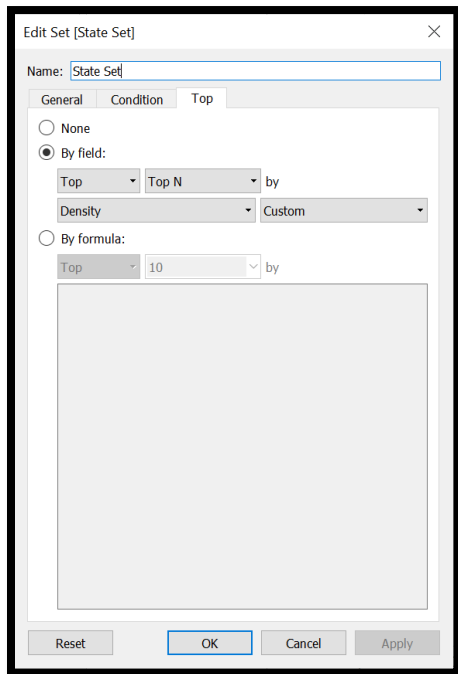 Edit Set [State Set]
Name: State Set
General Condition Top
None
By field:
Top Top N by
Density Custom
By formula:
Top 10 by
Reset OK Cancel Apply